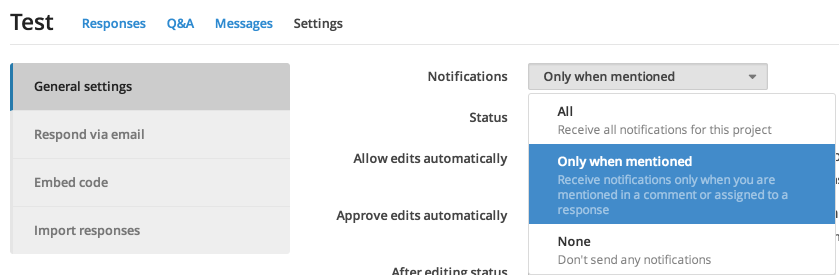 Test Responses Q&A Messages Settings
General settings
Respond via email
Embed code
Import responses
Notifications Only when mentioned
Status
Allow edits automatically
Approve edits automatically
After editing status
All
Receive all notifications for this project
Only when mentioned
Receive notifications only when you are
mentioned in a comment or assigned to a
response
None
Don't send any notifications